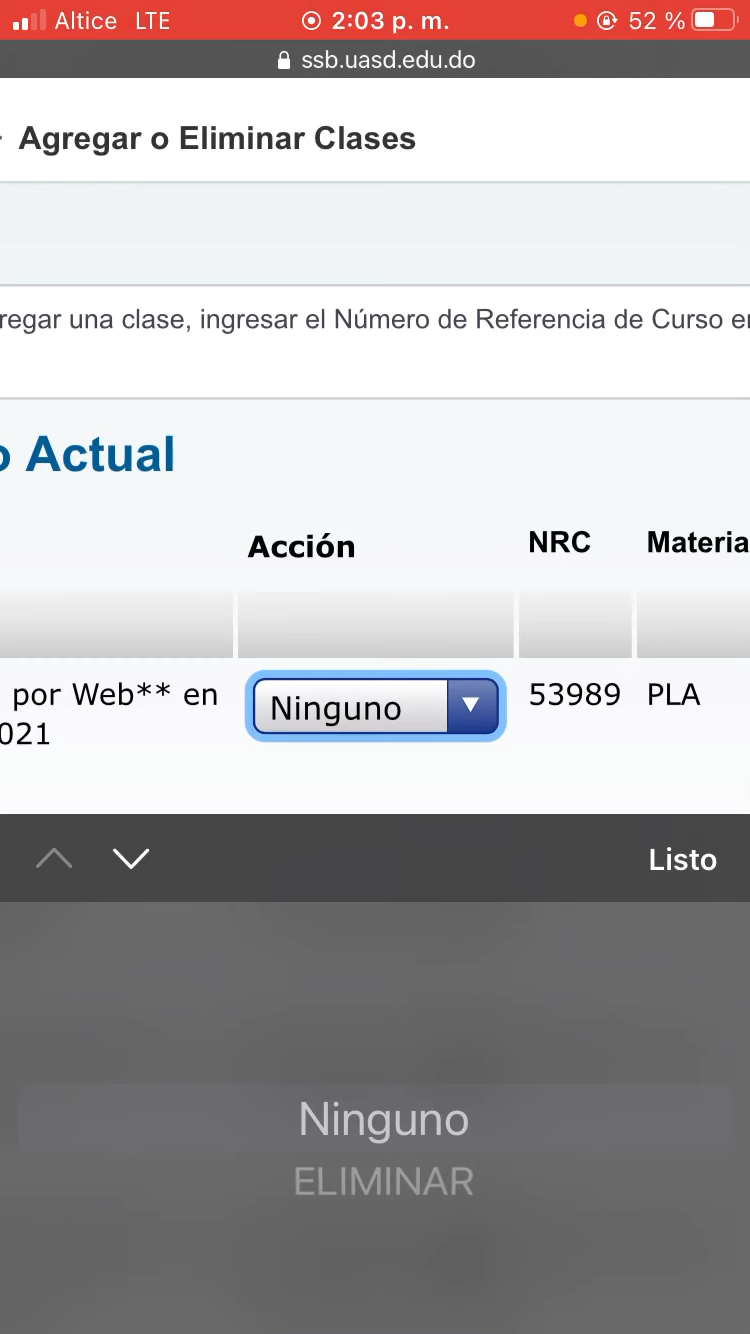 Altice LTE 2:03 p. m. 52 %
ssb.uasd.edu.do
Agregar o Eliminar Clases
regar una clase, ingresar el Número de Referencia de Curso en
o Actual
Acción NRC Materia
por Web** en Ninguno 53989 PLA
021
Listo
Ninguno
ELIMINAR